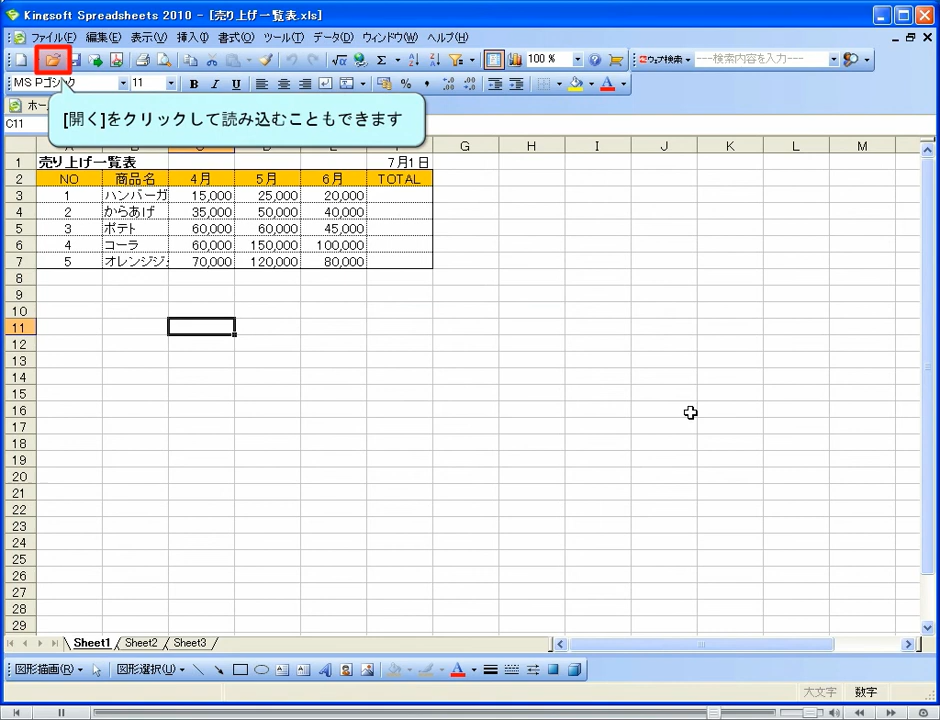 Kingsoft Spreadsheets 2010 - [売り上げ一覧表.xls]
ファイル(F) 編集(E) 表示(V) 挿入(I) 書式(O) ツール(T) データ(D) ウィンドウ(W) ヘルプ(H)
100 % ウェブ検索 ---検索内容を入力---
MS Pゴシック 11 B I U
[開く]をクリックして読み込むこともできます
C11
G H I J K L M
1 売り上げ一覧表 7月1日
2 NO 商品名 4月 5月 6月 TOTAL
3 1 ハンバーガ 15,000 25,000 20,000
4 2 からあげ 35,000 50,000 40,000
5 3 ポテト 60,000 60,000 45,000
6 4 コーラ 60,000 150,000 100,000
7 5 オレンジジ 70,000 120,000 80,000
8
9
10
11
12
13
14
15
16
17
18
19
20
21
22
23
24
25
26
27
28
29
Sheet1 Sheet2 Sheet3
図形描画(R) 図形選択(U)
大文字 数字